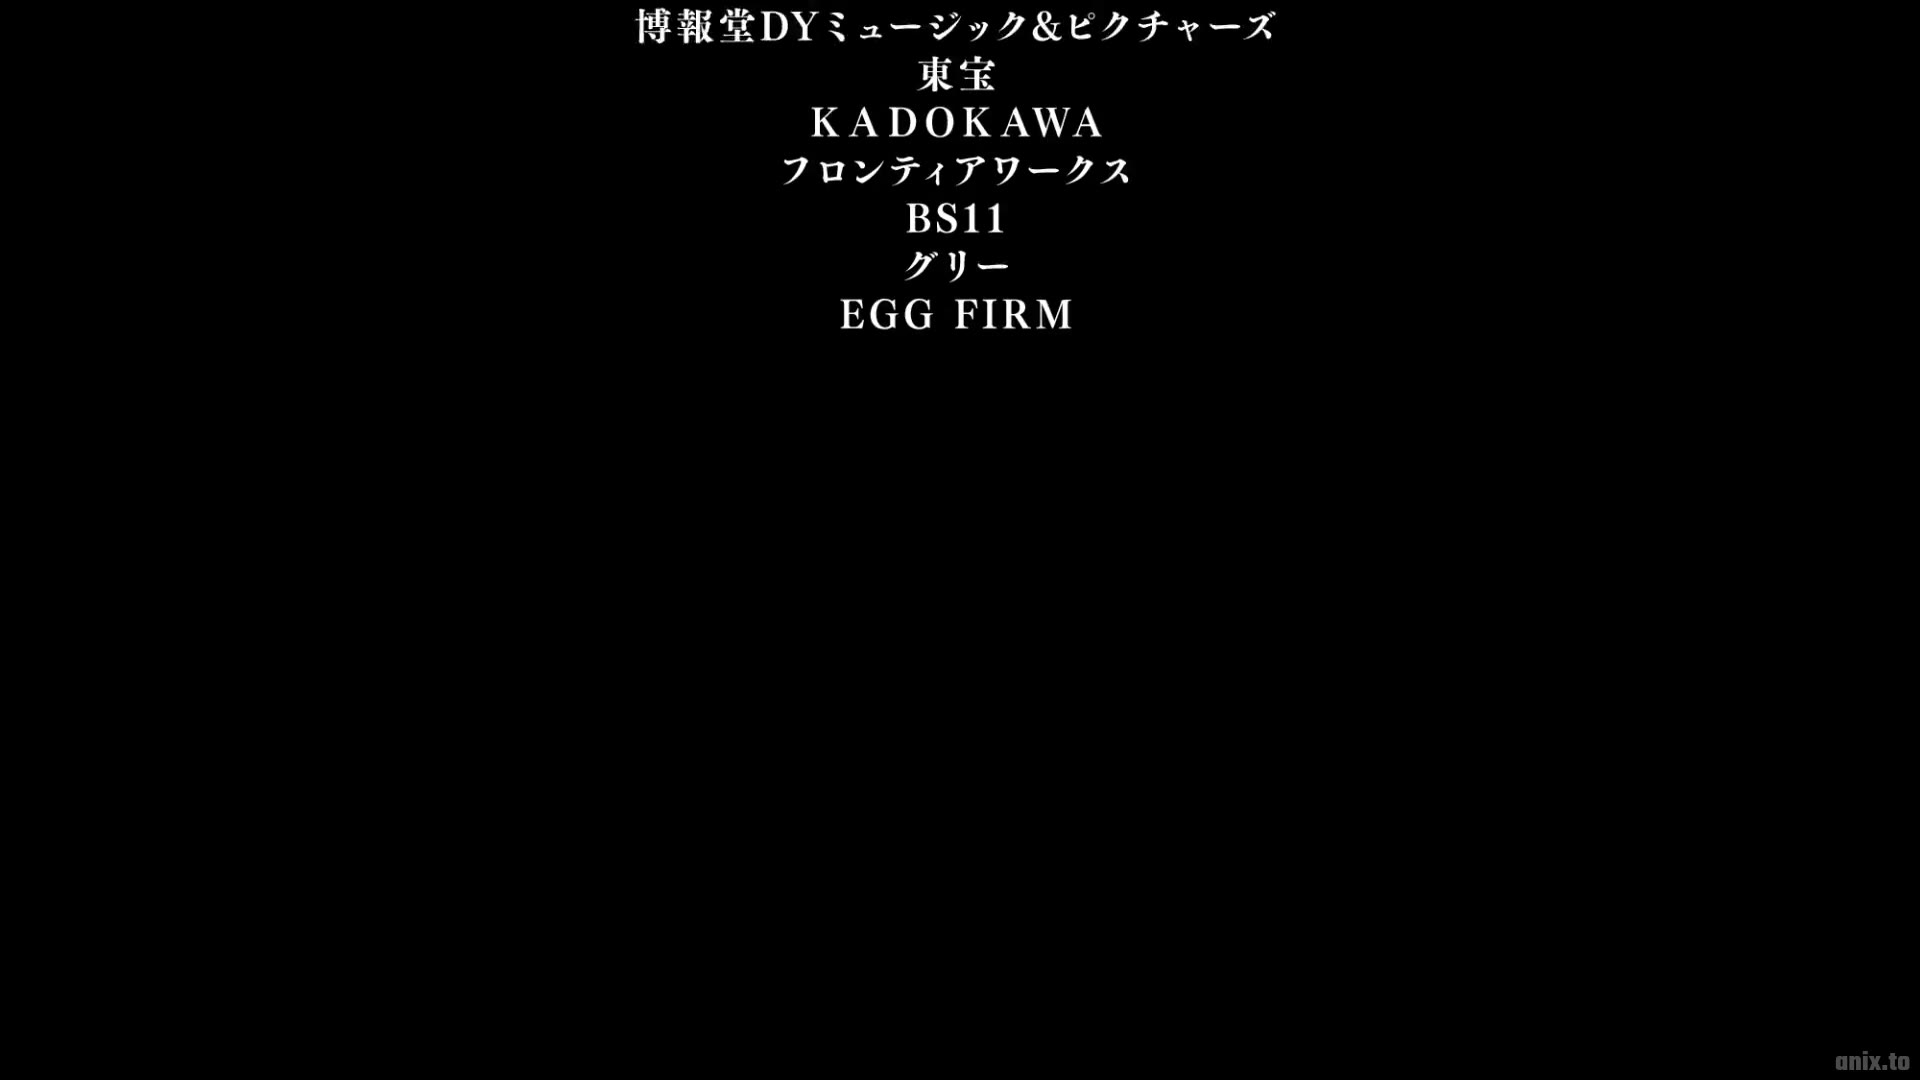 博報堂DYミュージック&ピクチャーズ
東宝
KADOKAWA
フロンティアワークス
BS11
グリー
EGG FIRM
anix.to